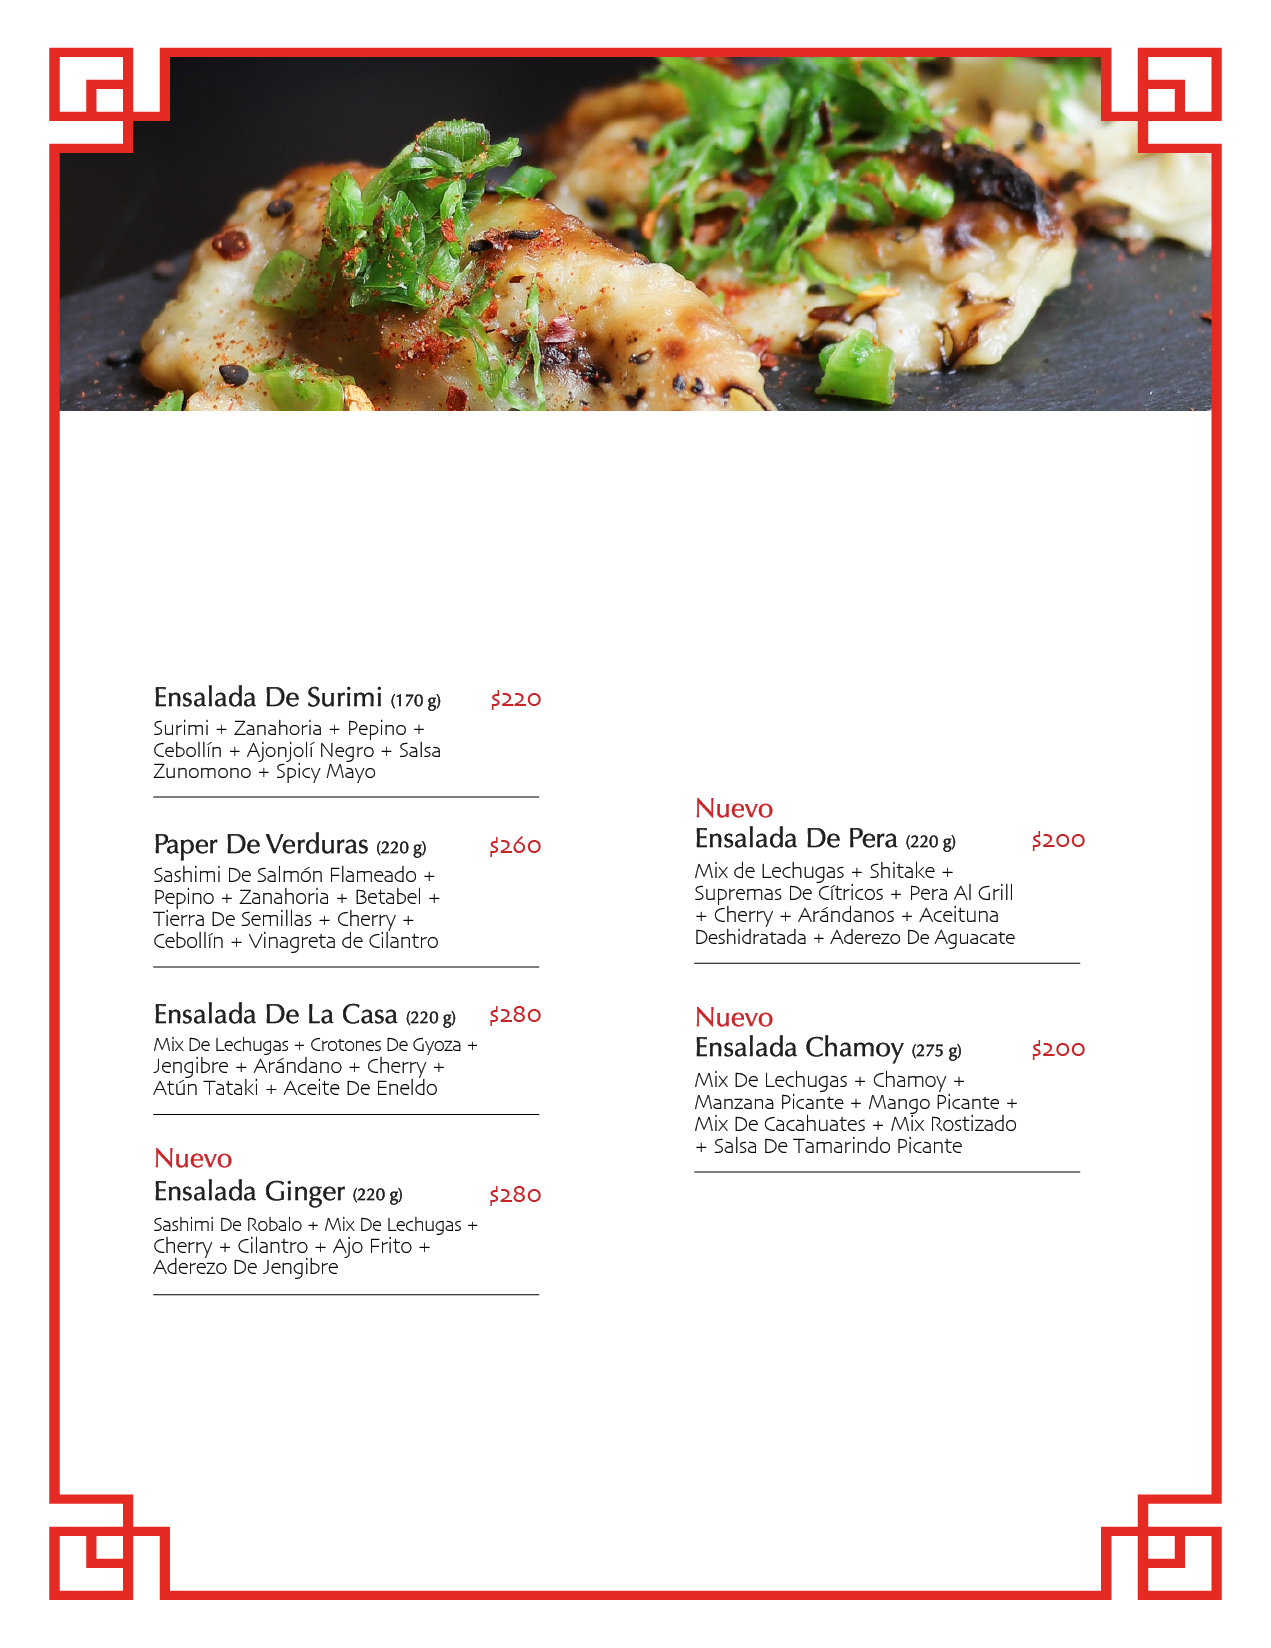 Ensalada De Surimi (170 g) $220
Surimi + Zanahoria + Pepino +
Cebollín + Ajonjolí Negro + Salsa
Zunomono + Spicy Mayo
Paper De Verduras (220 g) $260
Sashimi De Salmón Flameado +
Pepino + Zanahoria + Betabel +
Tierra De Semillas + Cherry +
Cebollín + Vinagreta de Cilantro
Ensalada De La Casa (220 g) $280
Mix De Lechugas + Crotones De Gyoza +
Jengibre + Arándano + Cherry +
Atún Tataki + Aceite De Eneldo
Nuevo
Ensalada Ginger (220 g) $280
Sashimi De Robalo + Mix De Lechugas +
Cherry + Cilantro + Ajo Frito +
Aderezo De Jengibre
Nuevo
Ensalada De Pera (220 g) $200
Mix de Lechugas + Shitake +
Supremas De Cítricos + Pera Al Grill
+ Cherry + Arándanos + Aceituna
Deshidratada + Aderezo De Aguacate
Nuevo
Ensalada Chamoy (275 g) $200
Mix De Lechugas + Chamoy +
Manzana Picante + Mango Picante +
Mix De Cacahuates + Mix Rostizado
+ Salsa De Tamarindo Picante